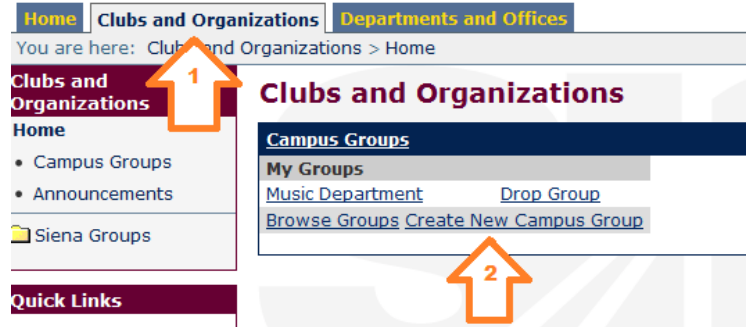 Home Clubs and Organizations Departments and Offices
You are here: Clubs and Organizations > Home
Clubs and Organizations
Home
• Campus Groups
• Announcements
Siena Groups
Quick Links
1
Clubs and Organizations
Campus Groups
My Groups
Music Department Drop Group
Browse Groups Create New Campus Group
2